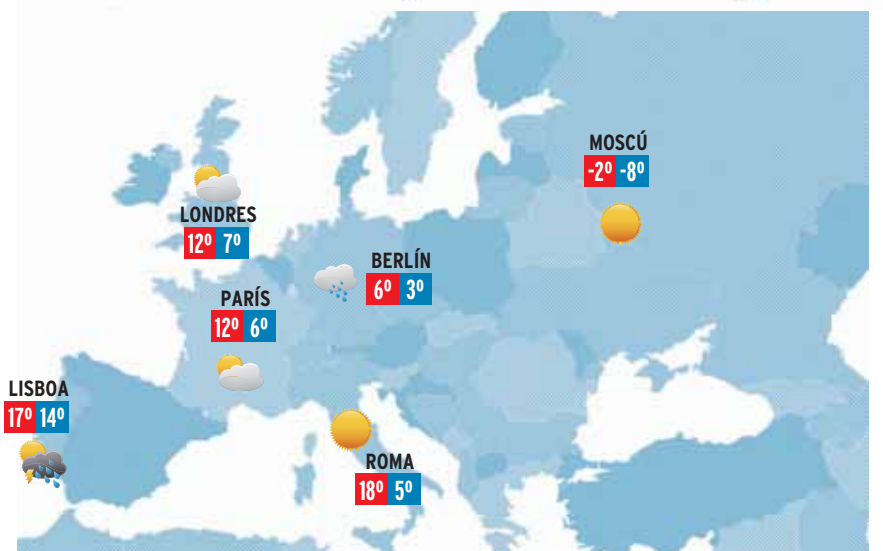 MOSCÚ
-2º -8º
LONDRES
12º 7º
BERLÍN
6º 3º
PARÍS
12º 6º
LISBOA
17º 14º
ROMA
18º 5º